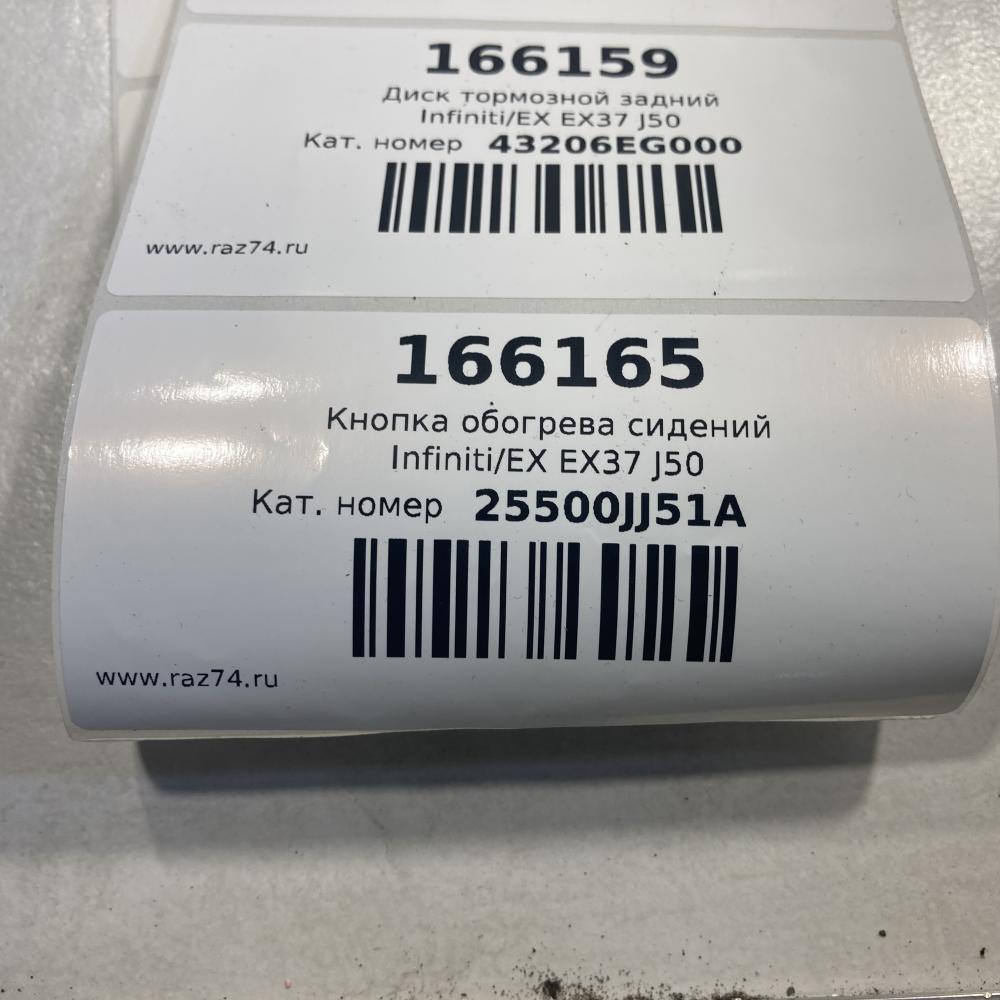 166159
Диск тормозной задний
Infiniti/EX EX37 J50
Кат. номер 43206EG000
www.raz74.ru
166165
Кнопка обогрева сидений
Infiniti/EX EX37 J50
Кат. номер 25500JJ51A
www.raz74.ru